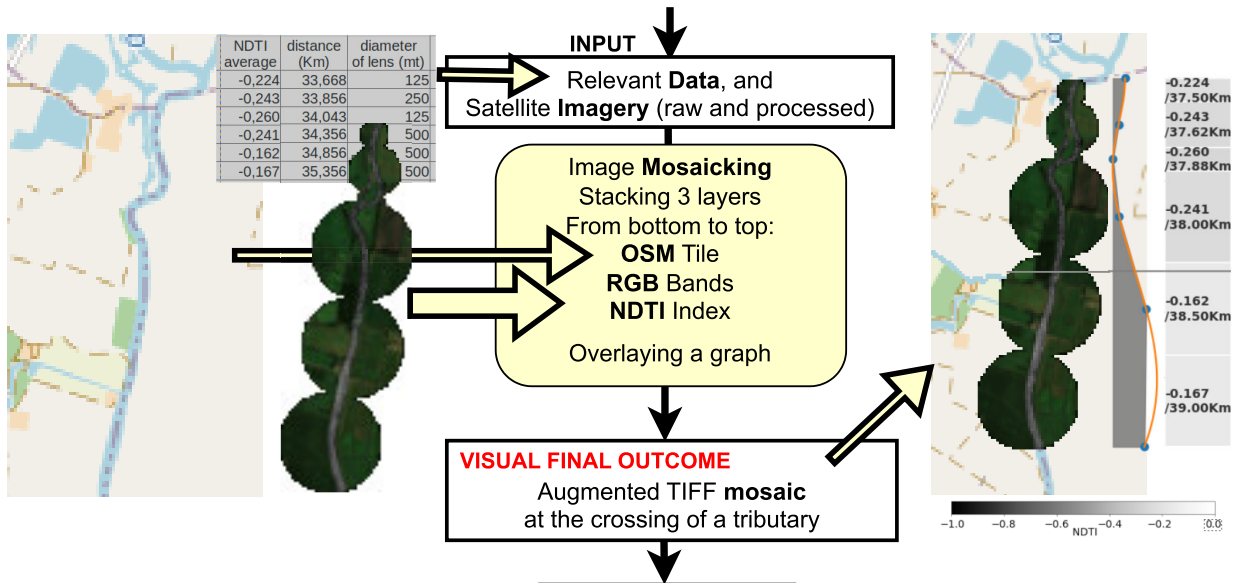 NDTI average distance (Km) diameter of lens (mt)
-0,224 33,668 125
-0,243 33,856 250
-0,260 34,043 125
-0,241 34,356 500
-0,162 34,856 500
-0,167 35,356 500
INPUT
Relevant Data, and
Satellite Imagery (raw and processed)
Image Mosaicking
Stacking 3 layers
From bottom to top:
OSM Tile
RGB Bands
NDTI Index
Overlaying a graph
VISUAL FINAL OUTCOME
Augmented TIFF mosaic
at the crossing of a tributary
-0.224
/37.50Km
-0.243
/37.62Km
-0.260
/37.88Km
-0.241
/38.00Km
-0.162
/38.50Km
-0.167
/39.00Km
−1.0 −0.8 −0.6 −0.4 −0.2 0.0
NDTI